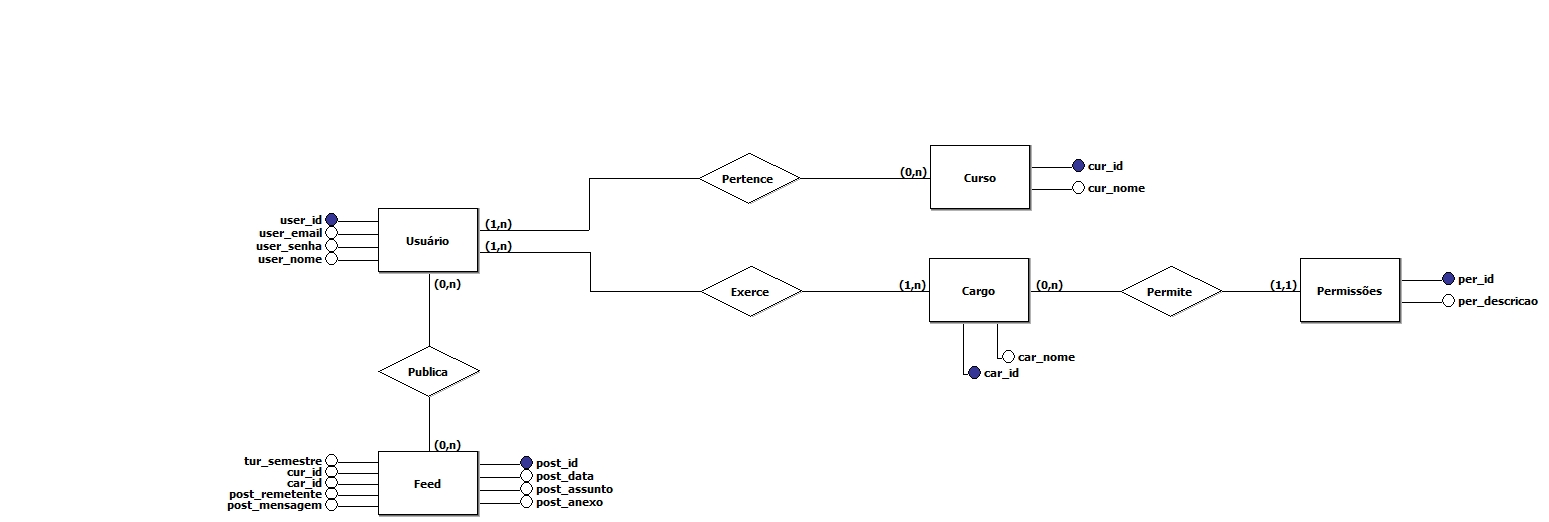 Pertence
(0,n)
Curso
cur_id
cur_nome
user_id
user_email
user_senha
user_nome
Usuário
(1,n)
(1,n)
(0,n)
Exerce
(1,n)
Cargo
(0,n)
Permite
(1,1)
Permissões
per_id
per_descricao
car_nome
car_id
Publica
(0,n)
tur_semestre
cur_id
car_id
post_remetente
post_mensagem
Feed
post_id
post_data
post_assunto
post_anexo